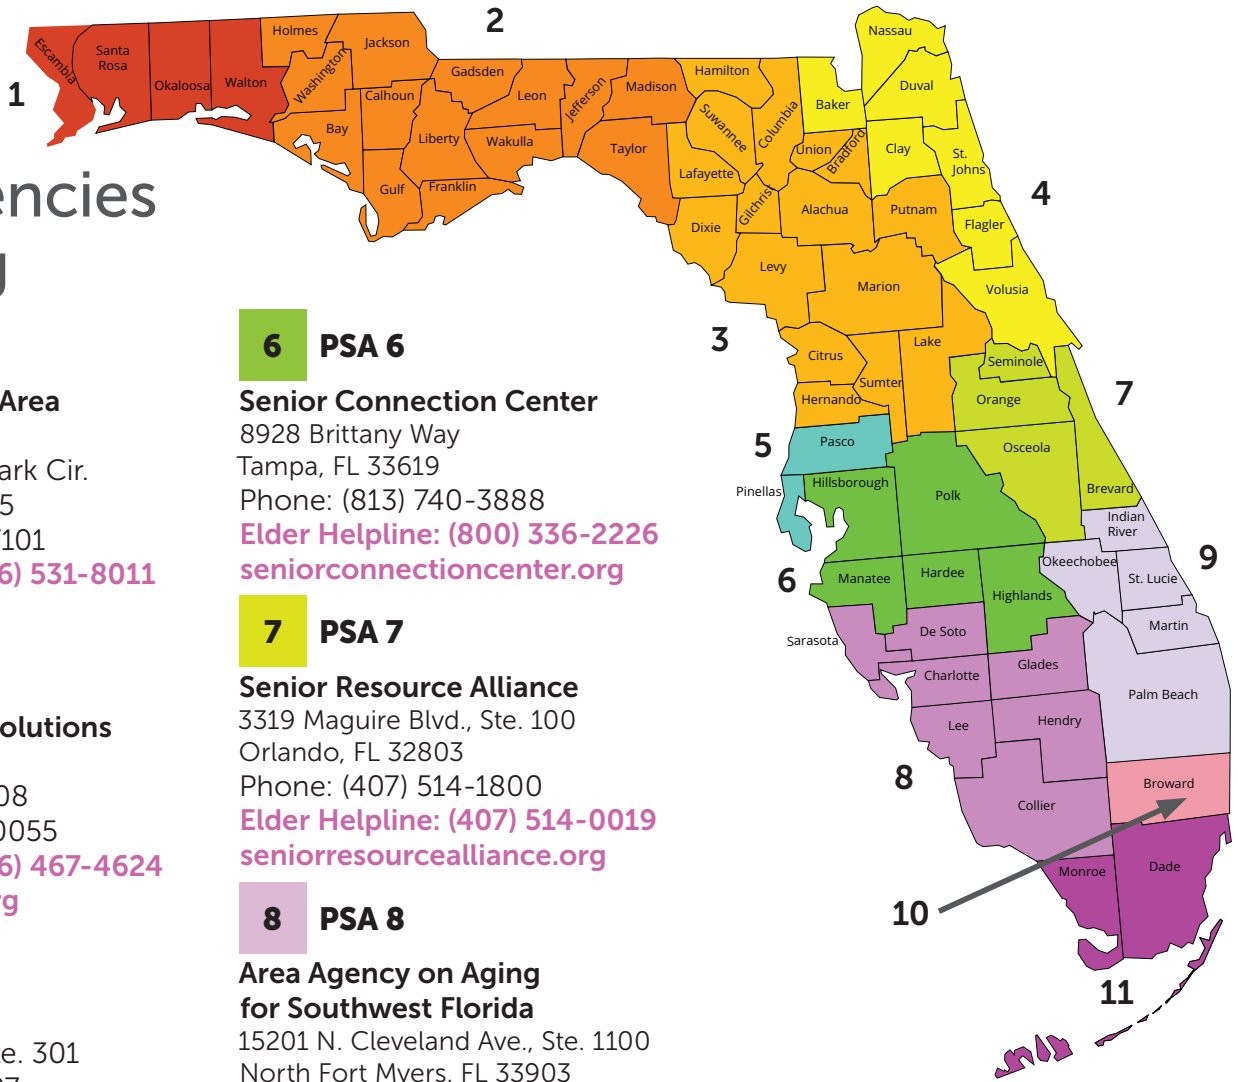 encies
g
Area
ark Cir.
5
7101
6) 531-8011
olutions
08
0055
6) 467-4624
rg
te. 301
6 PSA 6
Senior Connection Center
8928 Brittany Way
Tampa, FL 33619
Phone: (813) 740-3888
Elder Helpline: (800) 336-2226
seniorconnectioncenter.org
7 PSA 7
Senior Resource Alliance
3319 Maguire Blvd., Ste. 100
Orlando, FL 32803
Phone: (407) 514-1800
Elder Helpline: (407) 514-0019
seniorresourcealliance.org
8 PSA 8
Area Agency on Aging
for Southwest Florida
15201 N. Cleveland Ave., Ste. 1100
North Fort Myers, FL 33903
1
2
3
4
5
6
7
8
9
10
11
Escambia
Santa
Rosa
Okaloosa
Walton
Holmes
Washington
Jackson
Bay
Calhoun
Gulf
Liberty
Franklin
Gadsden
Leon
Wakulla
Jefferson
Madison
Taylor
Hamilton
Suwannee
Lafayette
Columbia
Dixie
Gilchrist
Union
Bradford
Alachua
Putnam
Levy
Marion
Citrus
Sumter
Lake
Hernando
Nassau
Duval
Baker
Clay
St.
Johns
Flagler
Volusia
Seminole
Orange
Osceola
Brevard
Pasco
Pinellas
Hillsborough
Polk
Manatee
Hardee
Highlands
Indian
River
Okeechobee
St. Lucie
Martin
Palm Beach
Sarasota
De Soto
Charlotte
Glades
Lee
Hendry
Collier
Broward
Monroe
Dade